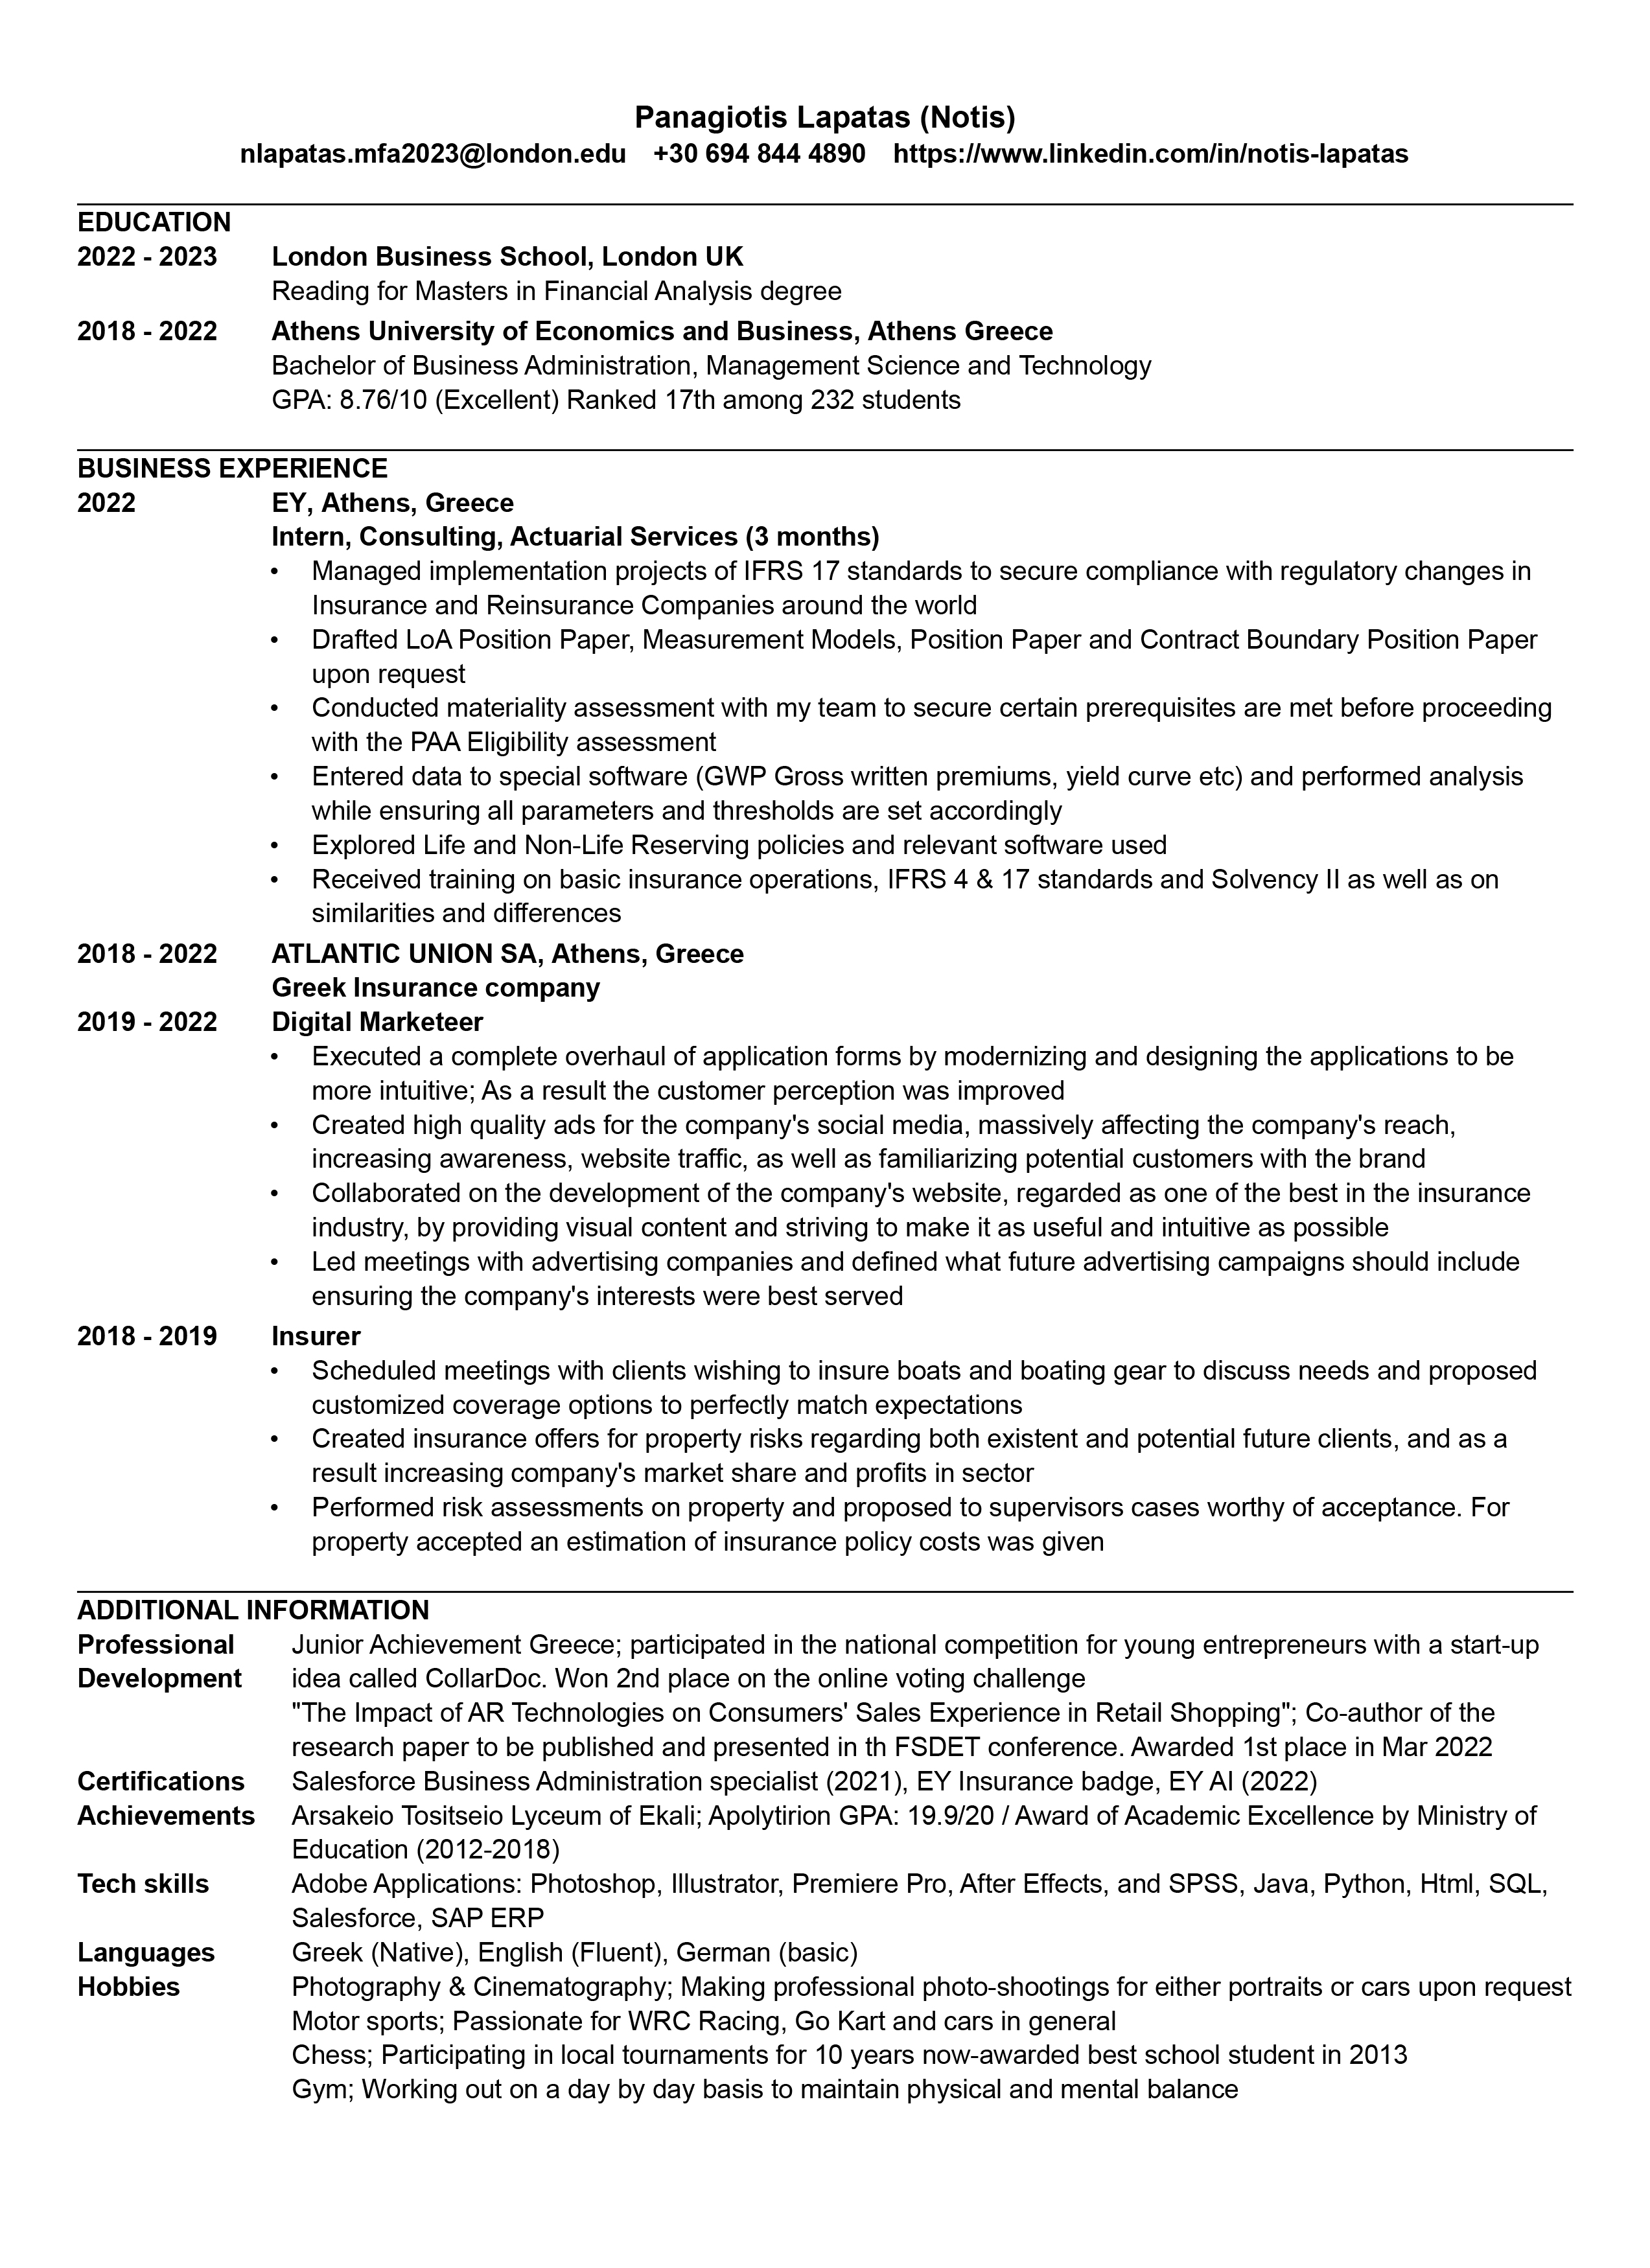 Panagiotis Lapatas (Notis)
nlapatas.mfa2023@london.edu +30 694 844 4890 https://www.linkedin.com/in/notis-lapatas
EDUCATION
2022 - 2023 London Business School, London UK
Reading for Masters in Financial Analysis degree
2018 - 2022 Athens University of Economics and Business, Athens Greece
Bachelor of Business Administration, Management Science and Technology
GPA: 8.76/10 (Excellent) Ranked 17th among 232 students
BUSINESS EXPERIENCE
2022 EY, Athens, Greece
Intern, Consulting, Actuarial Services (3 months)
• Managed implementation projects of IFRS 17 standards to secure compliance with regulatory changes in
Insurance and Reinsurance Companies around the world
• Drafted LoA Position Paper, Measurement Models, Position Paper and Contract Boundary Position Paper
upon request
• Conducted materiality assessment with my team to secure certain prerequisites are met before proceeding
with the PAA Eligibility assessment
• Entered data to special software (GWP Gross written premiums, yield curve etc) and performed analysis
while ensuring all parameters and thresholds are set accordingly
• Explored Life and Non-Life Reserving policies and relevant software used
• Received training on basic insurance operations, IFRS 4 & 17 standards and Solvency II as well as on
similarities and differences
2018 - 2022 ATLANTIC UNION SA, Athens, Greece
Greek Insurance company
2019 - 2022 Digital Marketeer
• Executed a complete overhaul of application forms by modernizing and designing the applications to be
more intuitive; As a result the customer perception was improved
• Created high quality ads for the company's social media, massively affecting the company's reach,
increasing awareness, website traffic, as well as familiarizing potential customers with the brand
• Collaborated on the development of the company's website, regarded as one of the best in the insurance
industry, by providing visual content and striving to make it as useful and intuitive as possible
• Led meetings with advertising companies and defined what future advertising campaigns should include
ensuring the company's interests were best served
2018 - 2019 Insurer
• Scheduled meetings with clients wishing to insure boats and boating gear to discuss needs and proposed
customized coverage options to perfectly match expectations
• Created insurance offers for property risks regarding both existent and potential future clients, and as a
result increasing company's market share and profits in sector
• Performed risk assessments on property and proposed to supervisors cases worthy of acceptance. For
property accepted an estimation of insurance policy costs was given
ADDITIONAL INFORMATION
Professional Junior Achievement Greece; participated in the national competition for young entrepreneurs with a start-up
Development idea called CollarDoc. Won 2nd place on the online voting challenge
"The Impact of AR Technologies on Consumers' Sales Experience in Retail Shopping"; Co-author of the
research paper to be published and presented in th FSDET conference. Awarded 1st place in Mar 2022
Certifications Salesforce Business Administration specialist (2021), EY Insurance badge, EY AI (2022)
Achievements Arsakeio Tositseio Lyceum of Ekali; Apolytirion GPA: 19.9/20 / Award of Academic Excellence by Ministry of
Education (2012-2018)
Tech skills Adobe Applications: Photoshop, Illustrator, Premiere Pro, After Effects, and SPSS, Java, Python, Html, SQL,
Salesforce, SAP ERP
Languages Greek (Native), English (Fluent), German (basic)
Hobbies Photography & Cinematography; Making professional photo-shootings for either portraits or cars upon request
Motor sports; Passionate for WRC Racing, Go Kart and cars in general
Chess; Participating in local tournaments for 10 years now-awarded best school student in 2013
Gym; Working out on a day by day basis to maintain physical and mental balance